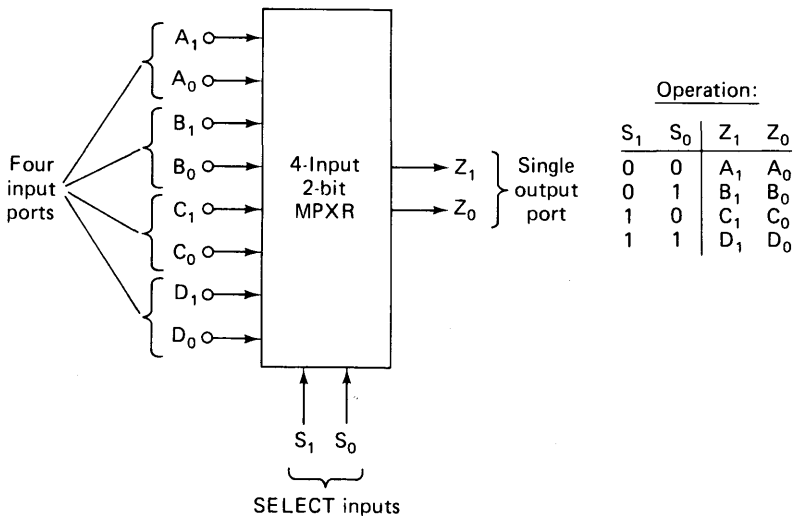 A₁
A₀
B₁
B₀
C₁
C₀
D₁
D₀
Four
input
ports
4-Input
2-bit
MPXR
Z₁
Z₀
Single
output
port
S₁ S₀
SELECT inputs
Operation:
S₁ S₀ Z₁ Z₀
0 0 A₁ A₀
0 1 B₁ B₀
1 0 C₁ C₀
1 1 D₁ D₀